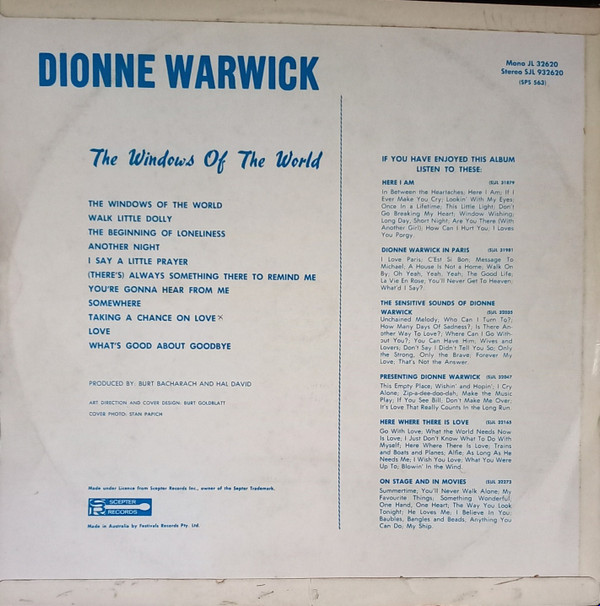 DIONNE WARWICK
Mono JL 32620
Stereo SJL 932620
(SPS 563)
The Windows Of The World
THE WINDOWS OF THE WORLD
WALK LITTLE DOLLY
THE BEGINNING OF LONELINESS
ANOTHER NIGHT
I SAY A LITTLE PRAYER
(THERE'S) ALWAYS SOMETHING THERE TO REMIND ME
YOU'RE GONNA HEAR FROM ME
SOMEWHERE
TAKING A CHANCE ON LOVE
LOVE
WHAT'S GOOD ABOUT GOODBYE
PRODUCED BY: BURT BACHARACH AND HAL DAVID
ART DIRECTION AND COVER DESIGN: BURT GOLDBLATT
COVER PHOTO: STAN PAPICH
Made under Licence from Scepter Records Inc., owner of the Septer Trademark.
SCEPTER
RECORDS
Made in Australia by Festivals Records Pty. Ltd.
IF YOU HAVE ENJOYED THIS ALBUM
LISTEN TO THESE:
HERE I AM
In Between the Heartaches; Here I Am; If I
Ever Make You Cry; Lookin' With My Eyes;
Once In a Lifetime; This Little Light; Don't
Go Breaking My Heart; Window Wishing;
Long Day, Short Night; Are You There (With
Another Girl); How Can I Hurt You; I Loves
You Porgy.
DIONNE WARWICK IN PARIS
I Love Paris; C'Est Si Bon; Message To
Michael; A House Is Not a Home; Walk On
By; Oh Yeah, Yeah, Yeah; The Good Life;
La Vie En Rose; You'll Never Get To Heaven;
What'd I Say?
THE SENSITIVE SOUNDS OF DIONNE
WARWICK
Unchained Melody; Who Can I Turn To?;
How Many Days Of Sadness?; Is There An-
other Way To Love?; Where Can I Go With-
out You?; You Can Have Him; Wives and
Lovers; Don't Say I Didn't Tell You So; Only
the Strong, Only the Brave; Forever My
Love; That's Not the Answer.
PRESENTING DIONNE WARWICK
This Empty Place; Wishin' and Hopin'; I Cry
Alone; Zip-a-dee-doo-dah; Make the Music
Play; If You See Bill; Don't Make Me Over;
It's Love That Really Counts In the Long Run.
HERE WHERE THERE IS LOVE
Go With Love; What the World Needs Now
Is Love; I Just Don't Know What To Do With
Myself; Here Where There Is Love; Trains
and Boats and Planes; Alfie; As Long As He
Needs Me; I Wish You Love; What You Were
Up To; Blowin' In the Wind.
ON STAGE AND IN MOVIES
Summertime; You'll Never Walk Alone; My
Favourite Things; Something Wonderful;
One Hand, One Heart; The Way You Look
Tonight; He Loves Me; I Believe In You;
Baubles, Bangles and Beads; Anything You
Can Do; My Ship.